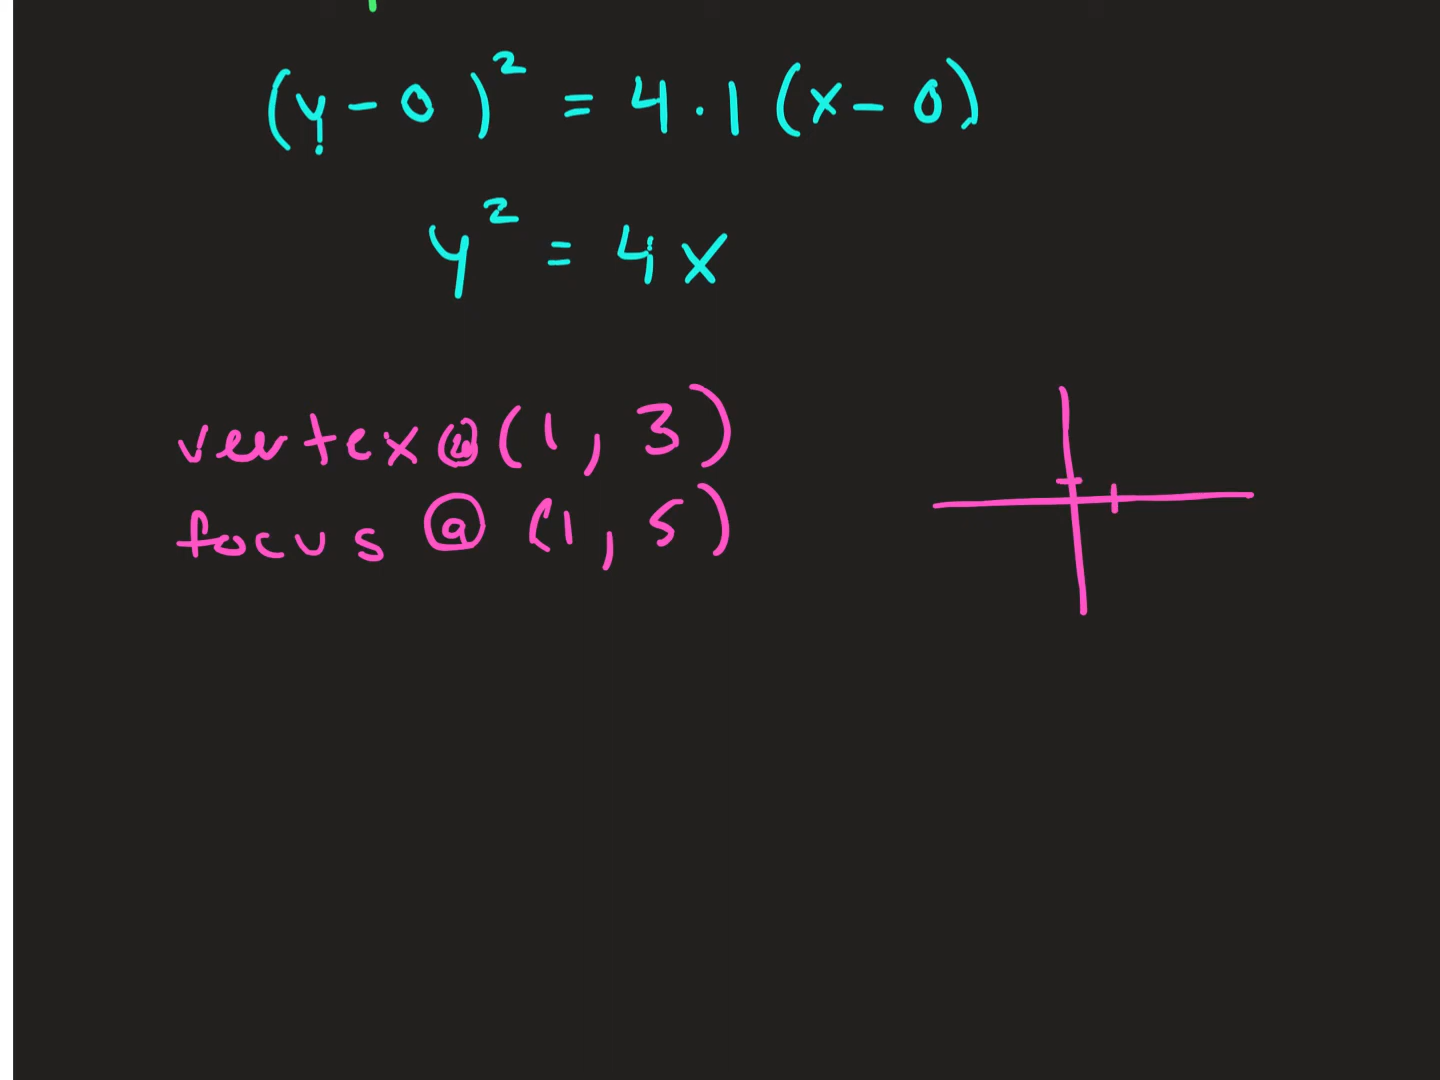 (y - 0)² = 4 · 1 (x - 0)
y² = 4x
vertex @ (1, 3)
focus @ (1, 5)